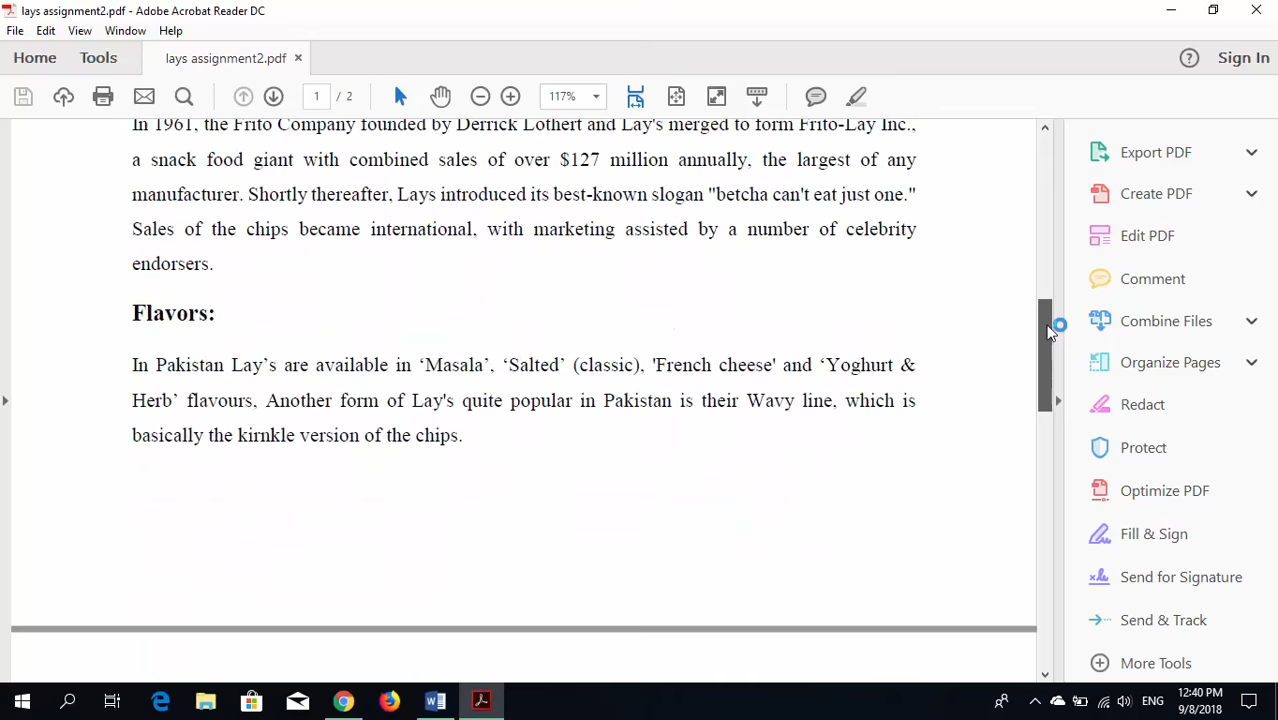 lays assignment2.pdf - Adobe Acrobat Reader DC
File Edit View Window Help
Home Tools lays assignment2.pdf × Sign In
1 / 2 117%
In 1961, the Frito Company founded by Derrick Lothert and Lay's merged to form Frito-Lay Inc.,
a snack food giant with combined sales of over $127 million annually, the largest of any
manufacturer. Shortly thereafter, Lays introduced its best-known slogan "betcha can't eat just one."
Sales of the chips became international, with marketing assisted by a number of celebrity
endorsers.
Flavors:
In Pakistan Lay’s are available in ‘Masala’, ‘Salted’ (classic), 'French cheese' and ‘Yoghurt &
Herb’ flavours, Another form of Lay's quite popular in Pakistan is their Wavy line, which is
basically the kirnkle version of the chips.
Export PDF
Create PDF
Edit PDF
Comment
Combine Files
Organize Pages
Redact
Protect
Optimize PDF
Fill & Sign
Send for Signature
Send & Track
More Tools
ENG
12:40 PM
9/8/2018